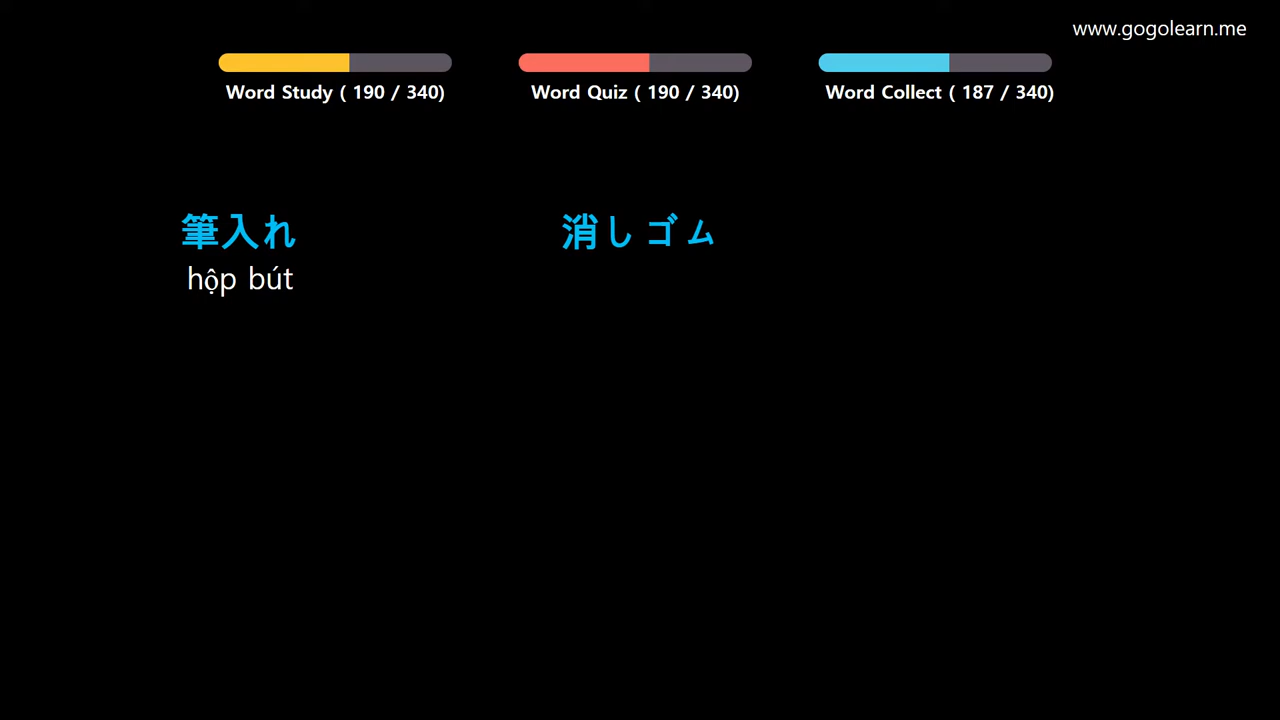 www.gogolearn.me
Word Study ( 190 / 340)
Word Quiz ( 190 / 340)
Word Collect ( 187 / 340)
筆入れ
hộp bút
消しゴム